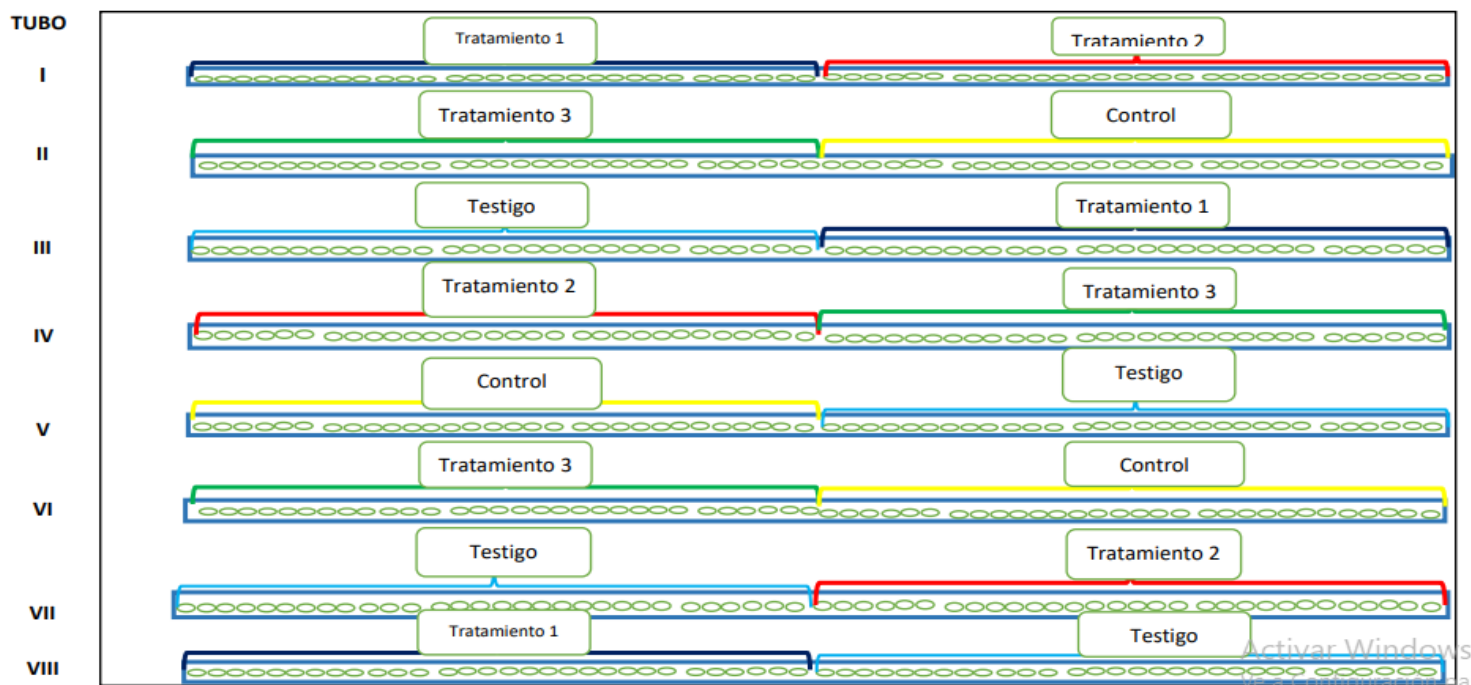 TUBO
Tratamiento 1
Tratamiento 2
I
Tratamiento 3
Control
II
Testigo
Tratamiento 1
III
Tratamiento 2
Tratamiento 3
IV
Control
Testigo
V
Tratamiento 3
Control
VI
Testigo
Tratamiento 2
VII
Tratamiento 1
Testigo
Activar Windows
VIII